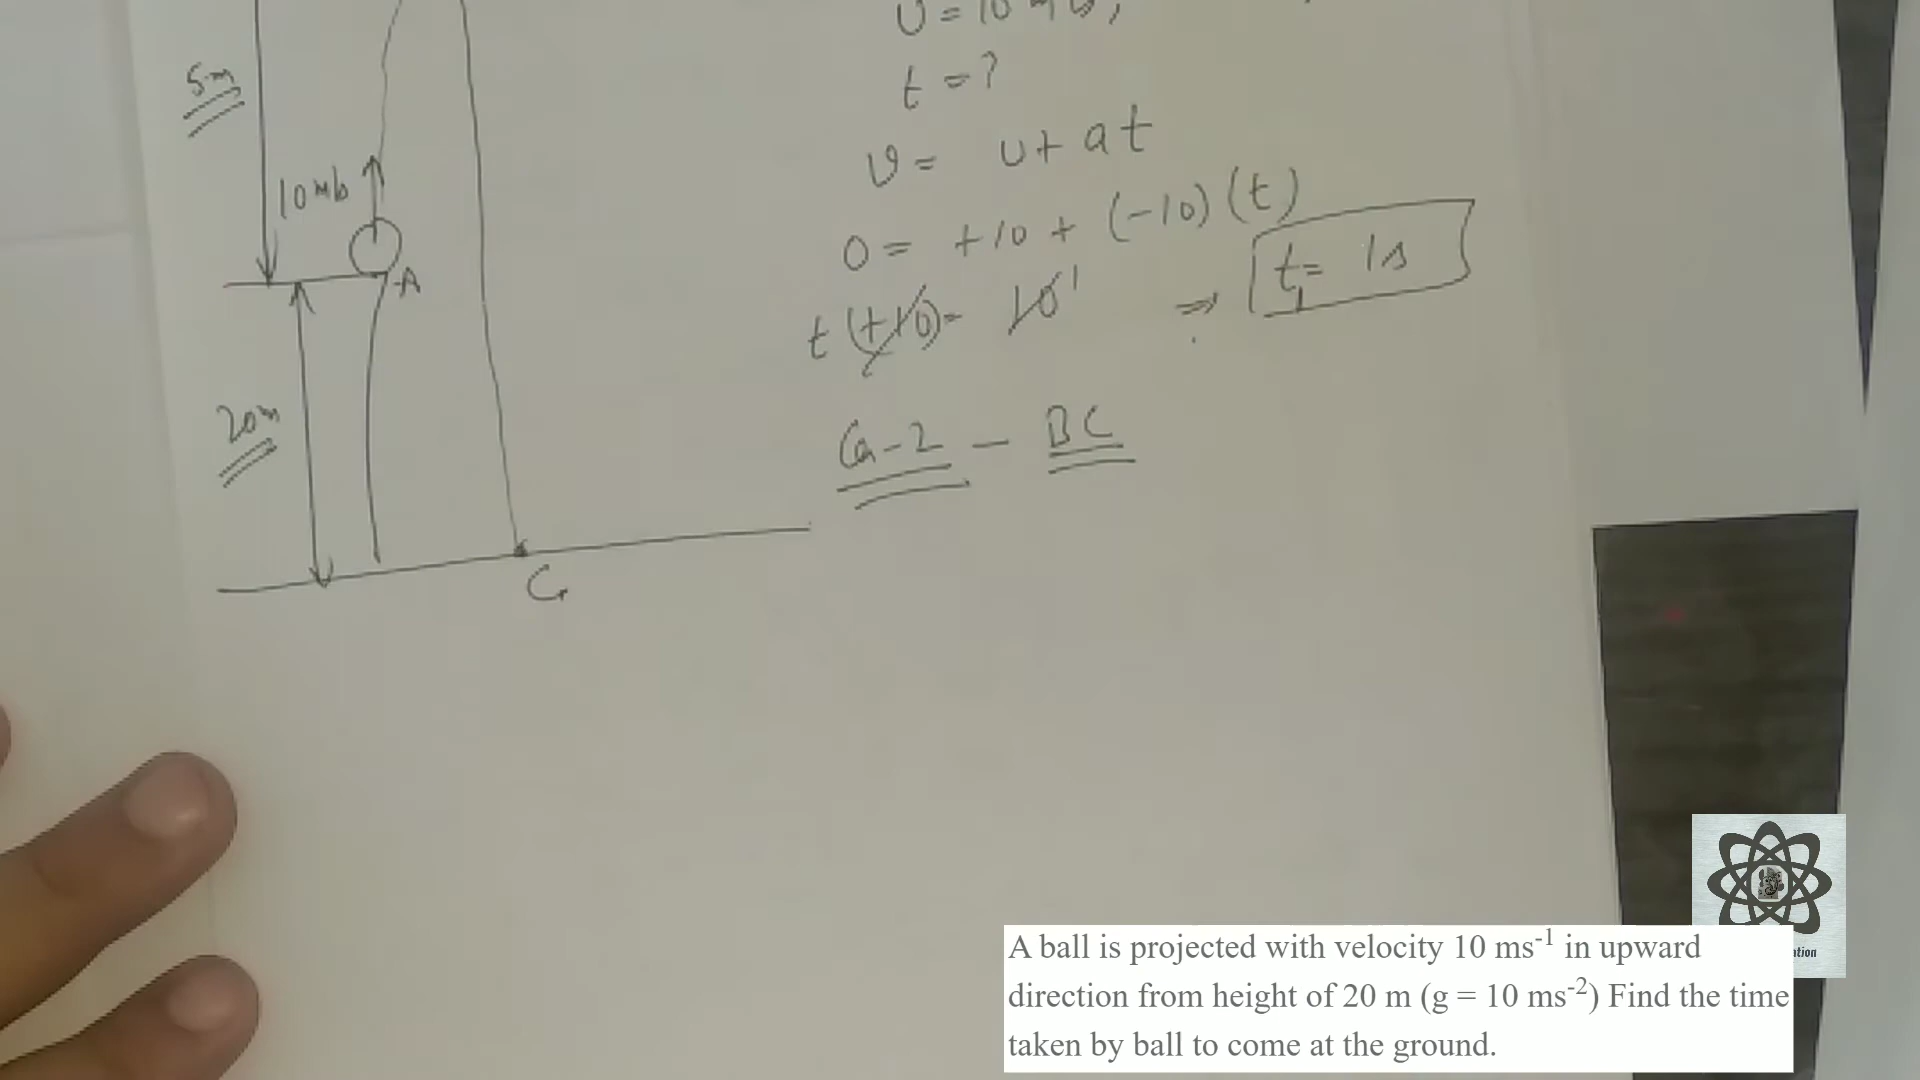 5m
10 m/s
A
20m
C
t = ?
v = u + at
0 = +10 + (-10) (t)
t (++10) = 10 1
⇒ t1 = 1s
Ca-2 - BC
A ball is projected with velocity 10 ms-1 in upward
direction from height of 20 m (g = 10 ms-2) Find the time
taken by ball to come at the ground.